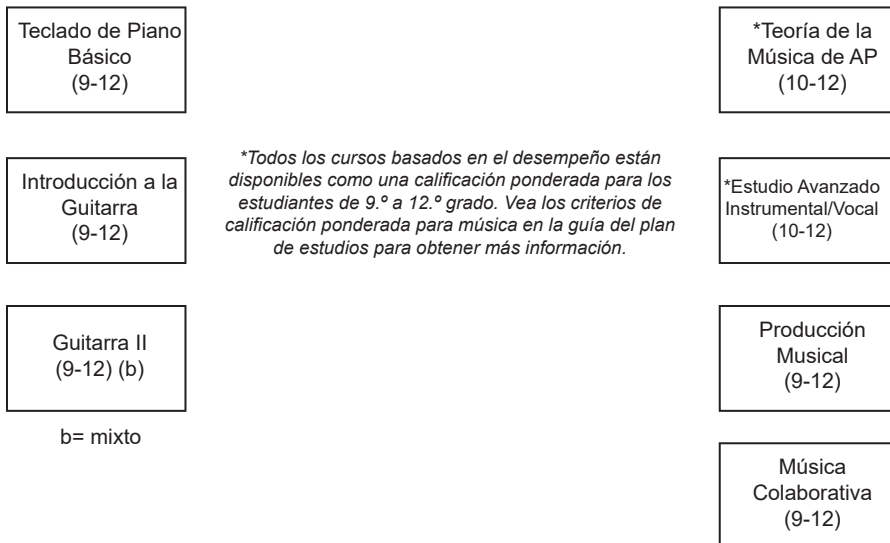 Teclado de Piano
Básico
(9-12)
Introducción a la
Guitarra
(9-12)
Guitarra II
(9-12) (b)
b= mixto
*Todos los cursos basados en el desempeño están
disponibles como una calificación ponderada para los
estudiantes de 9.º a 12.º grado. Vea los criterios de
calificación ponderada para música en la guía del plan
de estudios para obtener más información.
*Teoría de la
Música de AP
(10-12)
*Estudio Avanzado
Instrumental/Vocal
(10-12)
Producción
Musical
(9-12)
Música
Colaborativa
(9-12)